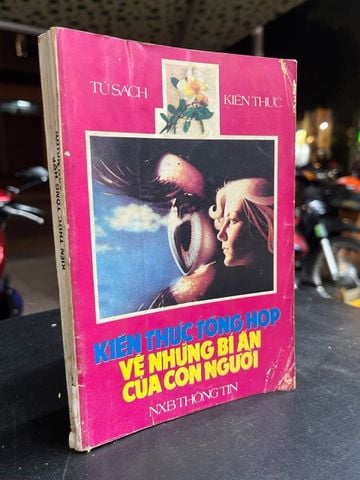 TỦ SÁCH
KIẾN THỨC
KIẾN THỨC TỔNG HỢP
VỀ NHỮNG BÍ ẨN
CỦA CON NGƯỜI
NXB THÔNG TIN
KIẾN THỨC TỔNG HỢP